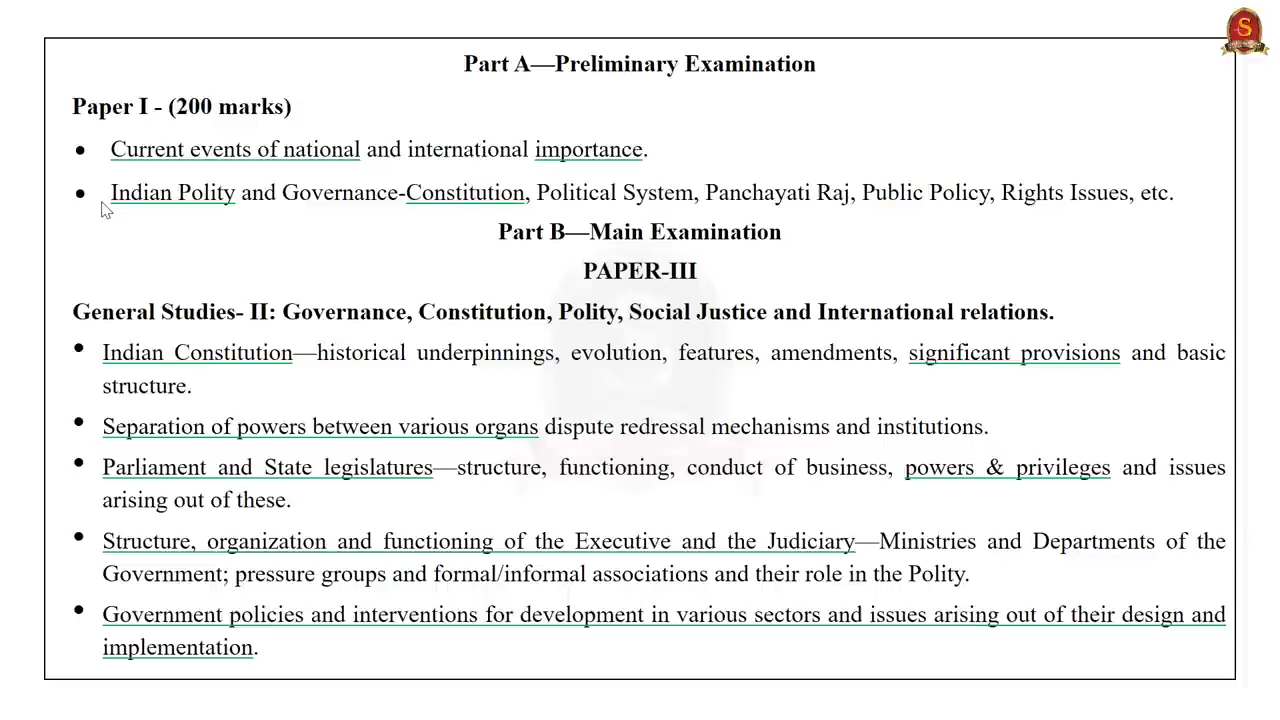 S
Part A—Preliminary Examination
Paper I - (200 marks)
• Current events of national and international importance.
• Indian Polity and Governance-Constitution, Political System, Panchayati Raj, Public Policy, Rights Issues, etc.
Part B—Main Examination
PAPER-III
General Studies- II: Governance, Constitution, Polity, Social Justice and International relations.
• Indian Constitution—historical underpinnings, evolution, features, amendments, significant provisions and basic
structure.
• Separation of powers between various organs dispute redressal mechanisms and institutions.
• Parliament and State legislatures—structure, functioning, conduct of business, powers & privileges and issues
arising out of these.
• Structure, organization and functioning of the Executive and the Judiciary—Ministries and Departments of the
Government; pressure groups and formal/informal associations and their role in the Polity.
• Government policies and interventions for development in various sectors and issues arising out of their design and
implementation.